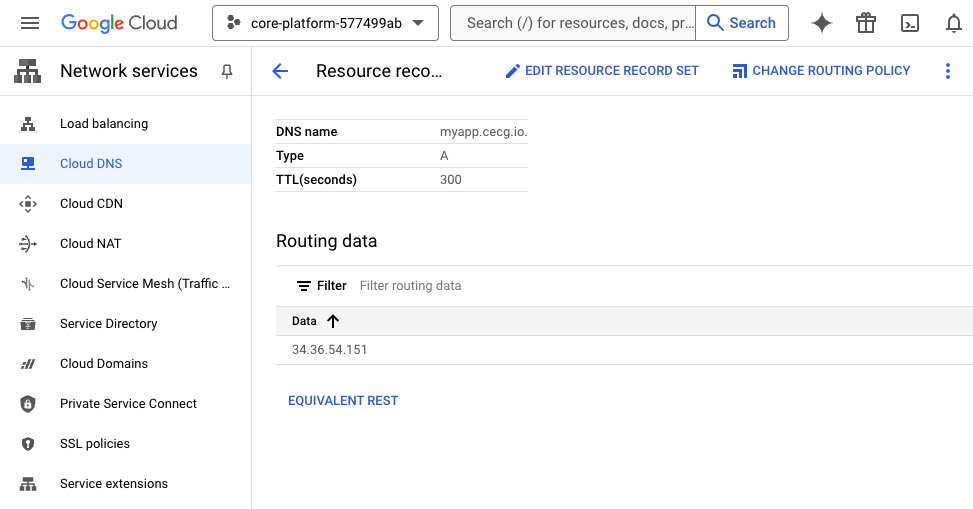 Google Cloud
core-platform-577499ab
Search (/) for resources, docs, pr...
Search
Network services
Resource reco...
EDIT RESOURCE RECORD SET
CHANGE ROUTING POLICY
Load balancing
Cloud DNS
Cloud CDN
Cloud NAT
Cloud Service Mesh (Traffic ...
Service Directory
Cloud Domains
Private Service Connect
SSL policies
Service extensions
DNS name myapp.cecg.io.
Type A
TTL(seconds) 300
Routing data
Filter Filter routing data
Data
34.36.54.151
EQUIVALENT REST